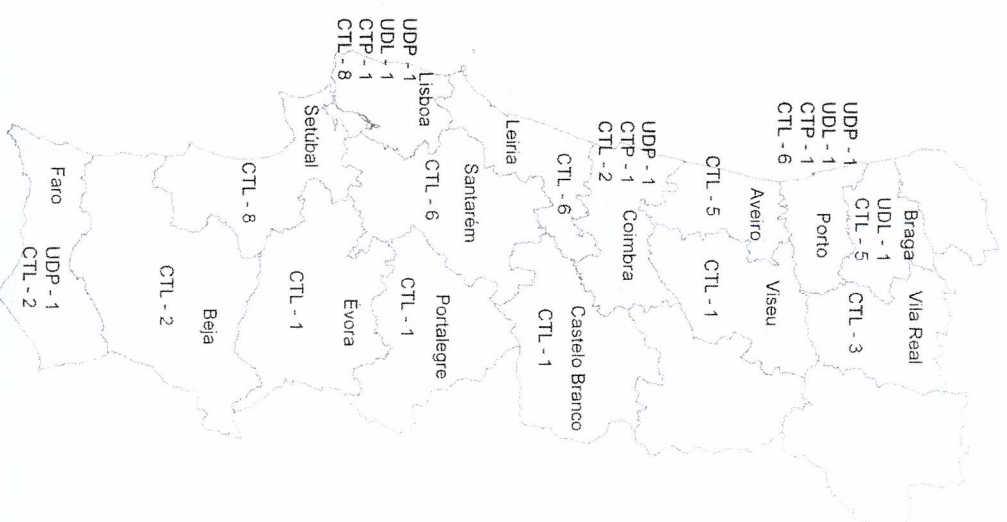 Braga
UDL - 1
CTL - 5
Vila Real
CTL - 3
UDP - 1
UDL - 1
CTP - 1
CTL - 6
Porto
Aveiro
CTL - 5
Viseu
CTL - 1
UDP - 1
CTP - 1
CTL - 2
Coimbra
Castelo Branco
CTL - 1
Leiria
CTL - 6
Santarém
CTL - 6
Portalegre
CTL - 1
Lisboa
UDP - 1
UDL - 1
CTP - 1
CTL - 8
Setúbal
CTL - 8
Évora
CTL - 1
Beja
CTL - 2
Faro
UDP - 1
CTL - 2